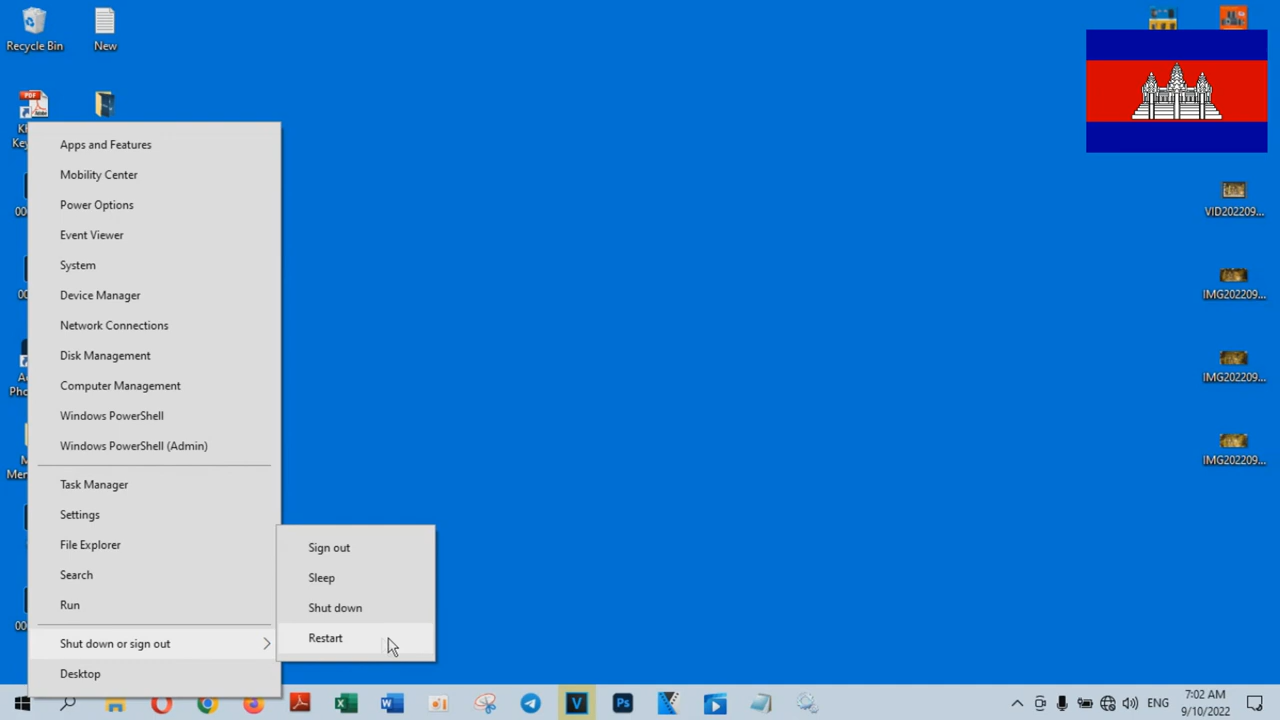 Recycle Bin
New
PDF
Apps and Features
Mobility Center
Power Options
Event Viewer
System
Device Manager
Network Connections
Disk Management
Computer Management
Windows PowerShell
Windows PowerShell (Admin)
Task Manager
Settings
File Explorer
Search
Run
Shut down or sign out
Desktop
Sign out
Sleep
Shut down
Restart
VID202209...
IMG202209...
IMG202209...
IMG202209...
ENG
7:02 AM
9/10/2022